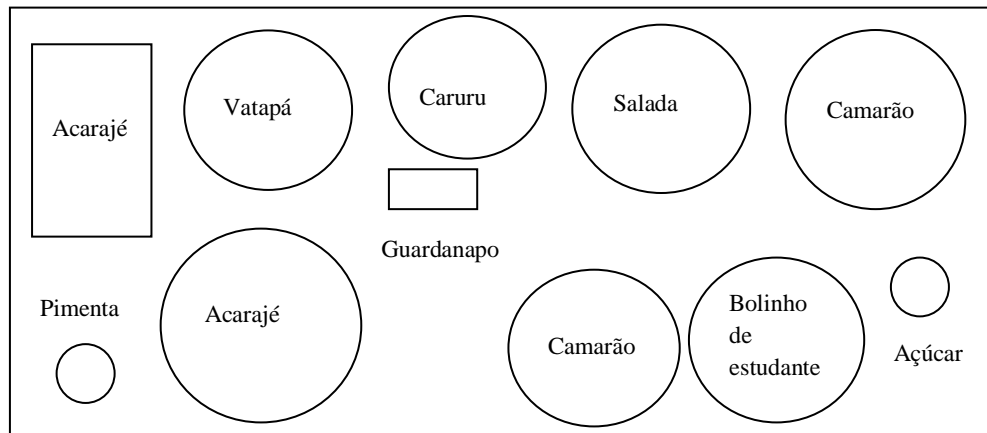 Acarajé
Vatapá
Caruru
Salada
Camarão
Guardanapo
Pimenta
Acarajé
Camarão
Bolinho
de
estudante
Açúcar